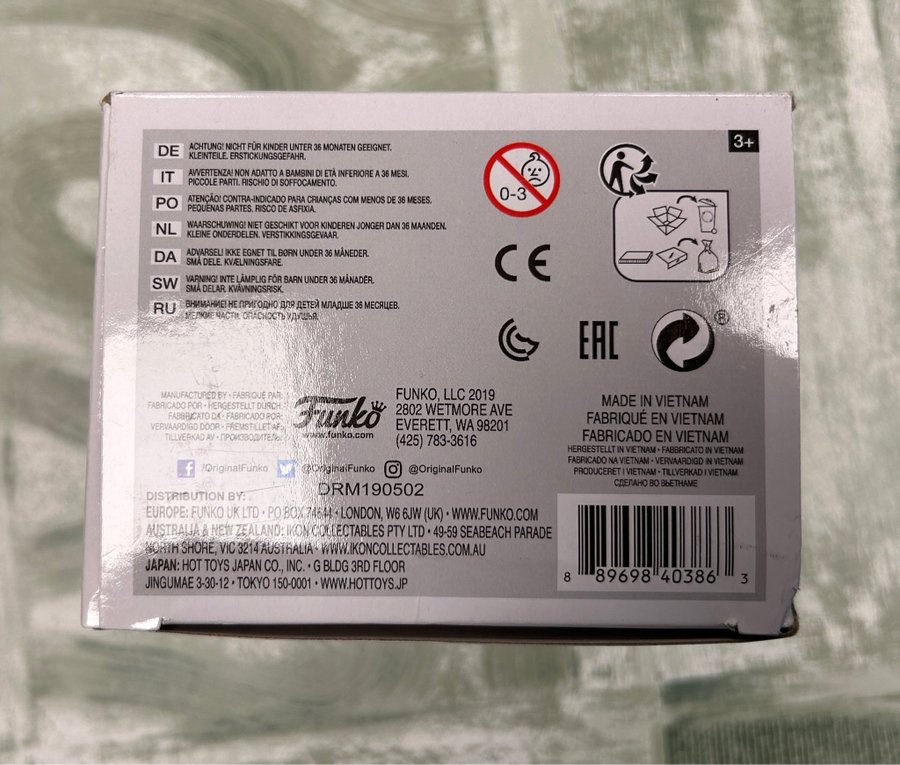 DE ACHTUNG! NICHT FÜR KINDER UNTER 36 MONATEN GEEIGNET.
KLEINTEILE. ERSTICKUNGSGEFAHR.
IT AVVERTENZA! NON ADATTO A BAMBINI DI ETÀ INFERIORE A 36 MESI.
PICCOLE PARTI. RISCHIO DI SOFFOCAMENTO.
PO ATENÇÃO! CONTRA-INDICADO PARA CRIANÇAS COM MENOS DE 36 MESES.
PEQUENAS PARTES. RISCO DE ASFIXIA.
NL WAARSCHUWING! NIET GESCHIKT VOOR KINDEREN JONGER DAN 36 MAANDEN.
KLEINE ONDERDELEN. VERSTIKKINGSGEVAAR.
DA ADVARSEL! IKKE EGNET TIL BØRN UNDER 36 MÅNEDER.
SMÅ DELE. KVÆLNINGSFARE.
SW VARNING! INTE LÄMPLIG FÖR BARN UNDER 36 MÅNADER.
SMÅ DELAR. KVÄVNINGSRISK.
RU ВНИМАНИЕ! НЕ ПРИГОДНО ДЛЯ ДЕТЕЙ МЛАДШЕ 36 МЕСЯЦЕВ.
МЕЛКИЕ ЧАСТИ. ОПАСНОСТЬ УДУШЬЯ.
0-3
3+
CE
EAC
®
MANUFACTURED BY • FABRIQUÉ PAR
FABRICADO POR • HERGESTELLT DURCH
FABBRICATO DA • FABRICADO POR
VERVAARDIGD DOOR • FREMSTILLET AF
TILLVERKAD AV • ПРОИЗВОДИТЕЛЬ:
Funko
www.funko.com
FUNKO, LLC 2019
2802 WETMORE AVE
EVERETT, WA 98201
(425) 783-3616
/OriginalFunko @OriginalFunko @OriginalFunko
DRM190502
DISTRIBUTION BY:
EUROPE: FUNKO UK LTD • PO BOX 74644 • LONDON, W6 6JW (UK) • WWW.FUNKO.COM
AUSTRALIA & NEW ZEALAND: IKON COLLECTABLES PTY LTD • 49-59 SEABEACH PARADE
NORTH SHORE, VIC 3214 AUSTRALIA • WWW.IKONCOLLECTABLES.COM.AU
JAPAN: HOT TOYS JAPAN CO., INC. • G BLDG 3RD FLOOR
JINGUMAE 3-30-12 • TOKYO 150-0001 • WWW.HOTTOYS.JP
MADE IN VIETNAM
FABRIQUÉ EN VIETNAM
FABRICADO EN VIETNAM
HERGESTELLT IN VIETNAM • FABBRICATO IN VIETNAM
FABRICADO NA VIETNAM • VERVAARDIGD IN VIETNAM
PRODUCERET I VIETNAM • TILLVERKAD I VIETNAM
СДЕЛАНО ВО ВЬЕТНАМЕ
8 89698 40386 3